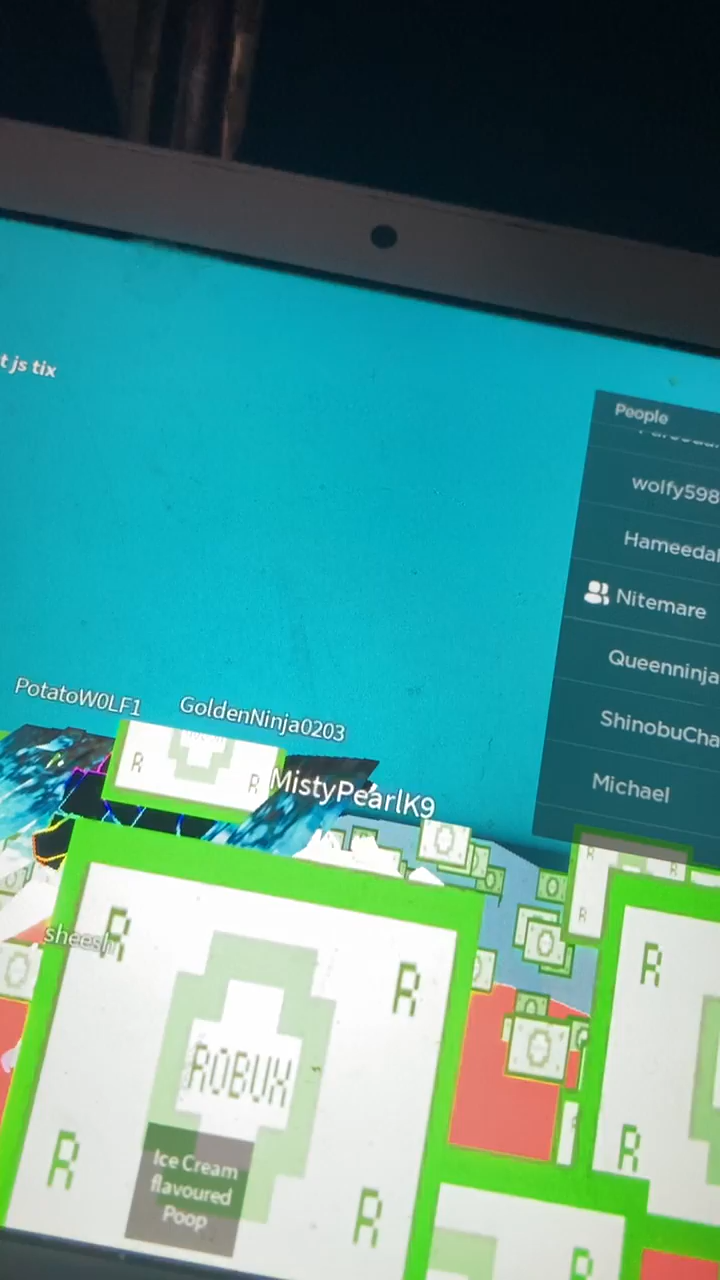 t js tix
People
wolfy598
Hameedal
Nitemare
Queenninja
ShinobuCha
Michael
PotatoW0LF1
GoldenNinja0203
R
R
MistyPearlK9
R
R
sheesh
R
R
R
ROBUX
R
R
R
Ice Cream
flavoured
Poop
R
R